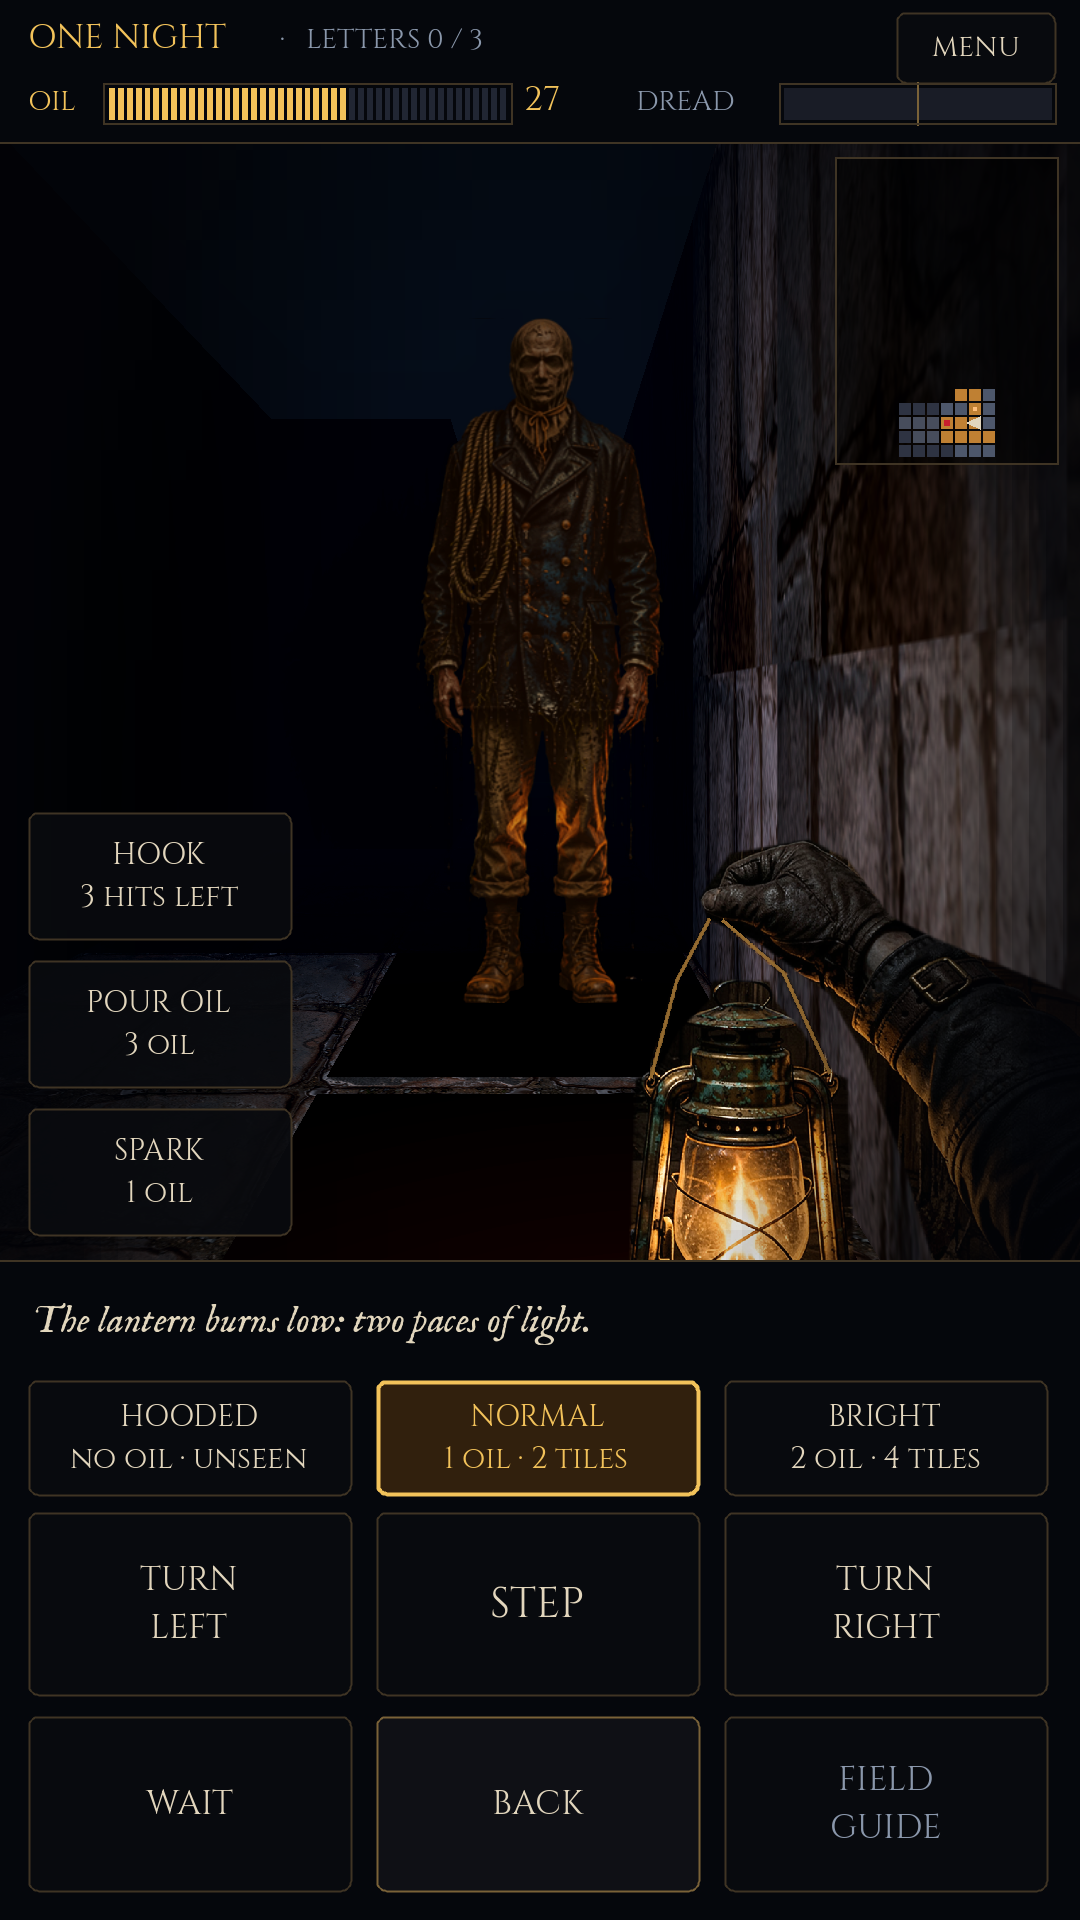 ONE NIGHT · LETTERS 0 / 3
MENU
OIL 27 DREAD
HOOK
3 HITS LEFT
POUR OIL
3 OIL
SPARK
1 OIL
The lantern burns low: two paces of light.
HOODED
NO OIL · UNSEEN
NORMAL
1 OIL · 2 TILES
BRIGHT
2 OIL · 4 TILES
TURN
LEFT
STEP
TURN
RIGHT
WAIT
BACK
FIELD
GUIDE